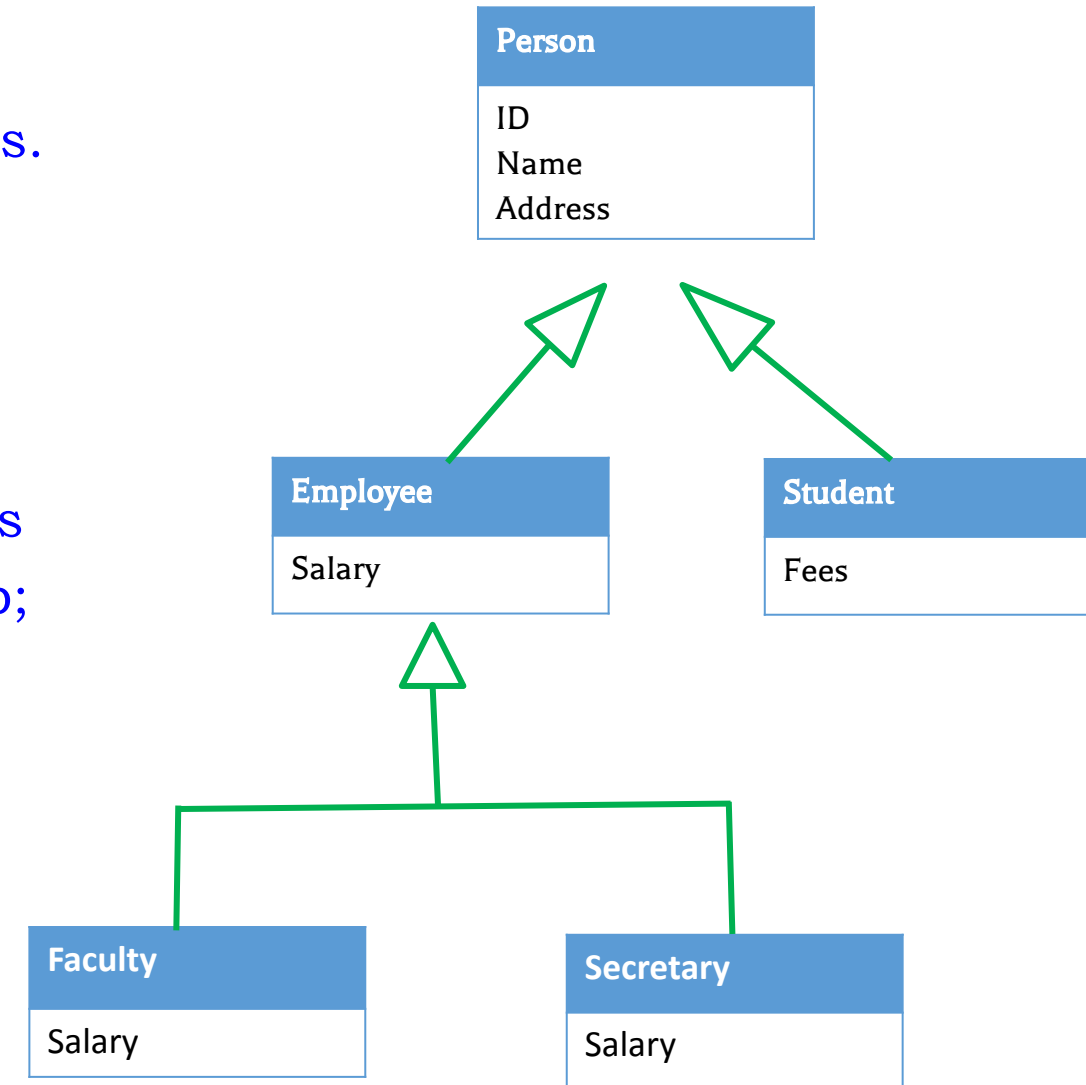 Person
ID
s.
Name
Address
Employee
Student
s
Salary
Fees
;
Faculty
Secretary
Salary
Salary